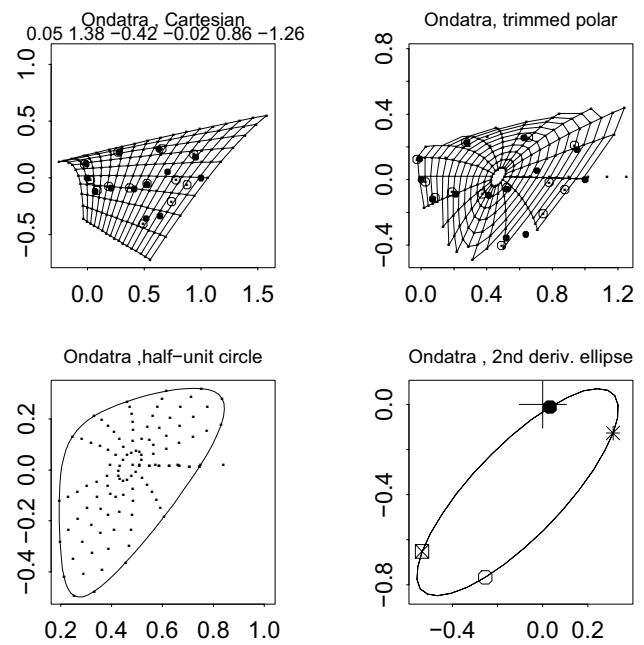 Ondatra , Cartesian
0.05 1.38 −0.42 −0.02 0.86 −1.26
1.0
0.5
0.0
−0.5
0.0 0.5 1.0 1.5
Ondatra, trimmed polar
0.8
0.4
0.0
−0.4
0.0 0.4 0.8 1.2
Ondatra ,half−unit circle
0.2
0.0
−0.2
−0.4
0.2 0.4 0.6 0.8 1.0
Ondatra , 2nd deriv. ellipse
0.0
−0.4
−0.8
−0.4 0.0 0.2